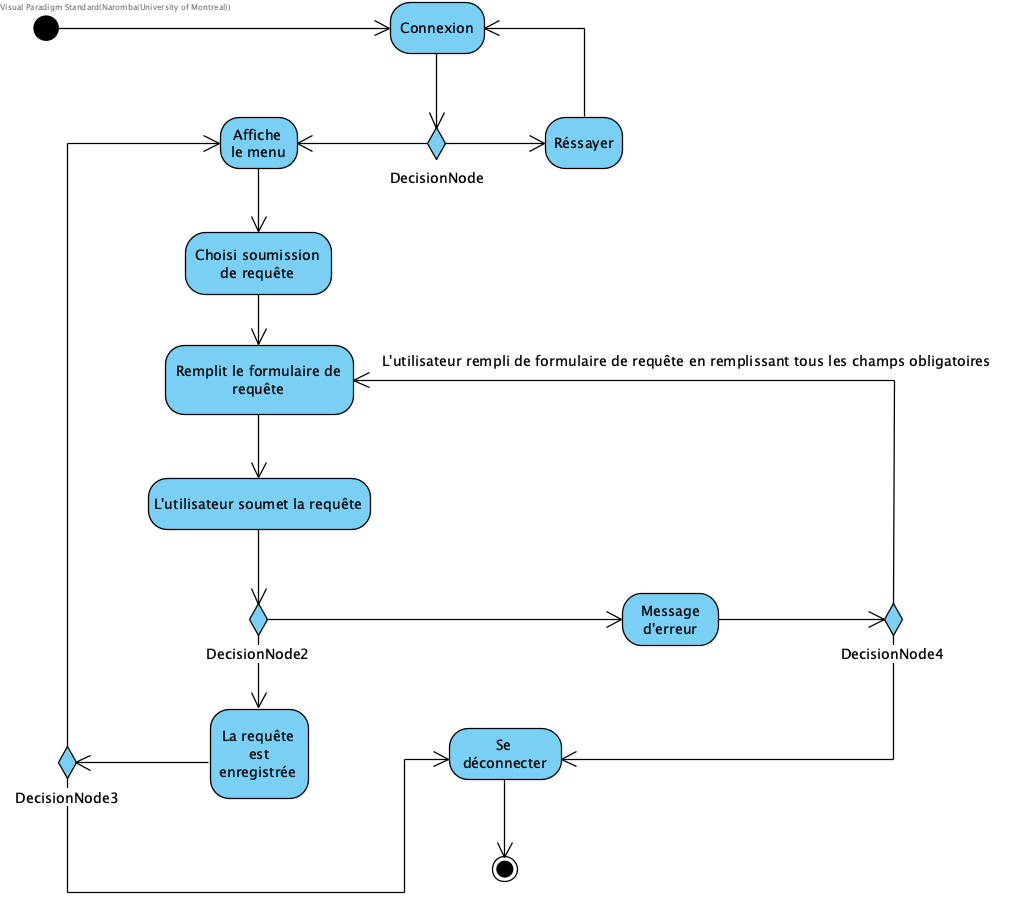 Visual Paradigm Standard(Naromba(University of Montreal))
Connexion
Affiche
le menu
Réssayer
DecisionNode
Choisi soumission
de requête
L'utilisateur rempli de formulaire de requête en remplissant tous les champs obligatoires
Remplit le formulaire de
requête
L'utilisateur soumet la requête
Message
d'erreur
DecisionNode2
DecisionNode4
La requête
est
enregistrée
Se
déconnecter
DecisionNode3